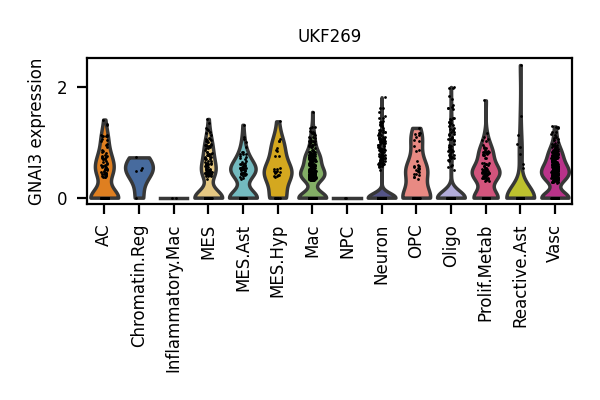 UKF269
GNAI3 expression
2
0
AC
Chromatin.Reg
Inflammatory.Mac
MES
MES.Ast
MES.Hyp
Mac
NPC
Neuron
OPC
Oligo
Prolif.Metab
Reactive.Ast
Vasc